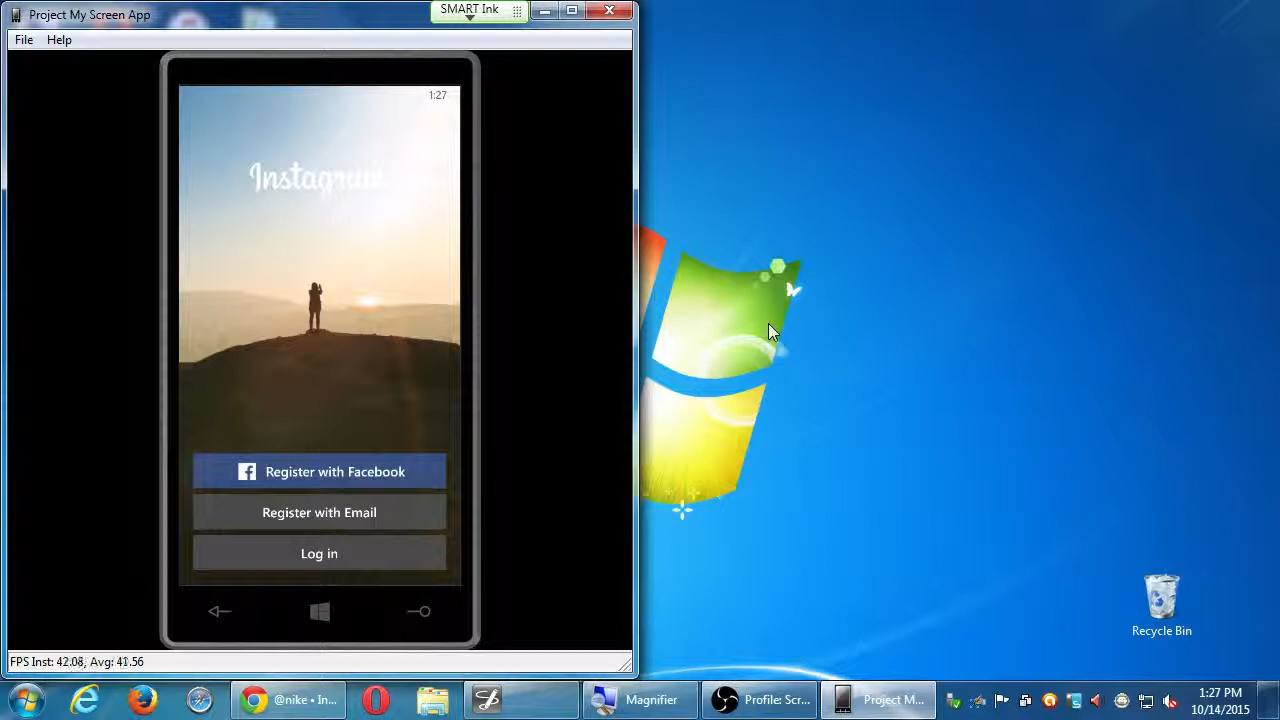 Project My Screen App
SMART Ink
File Help
1:27
Instagram
Register with Facebook
Register with Email
Log in
FPS Inst: 42.08, Avg: 41.56
Recycle Bin
@nike • In...
Magnifier
Profile: Scr...
Project M...
1:27 PM
10/14/2015